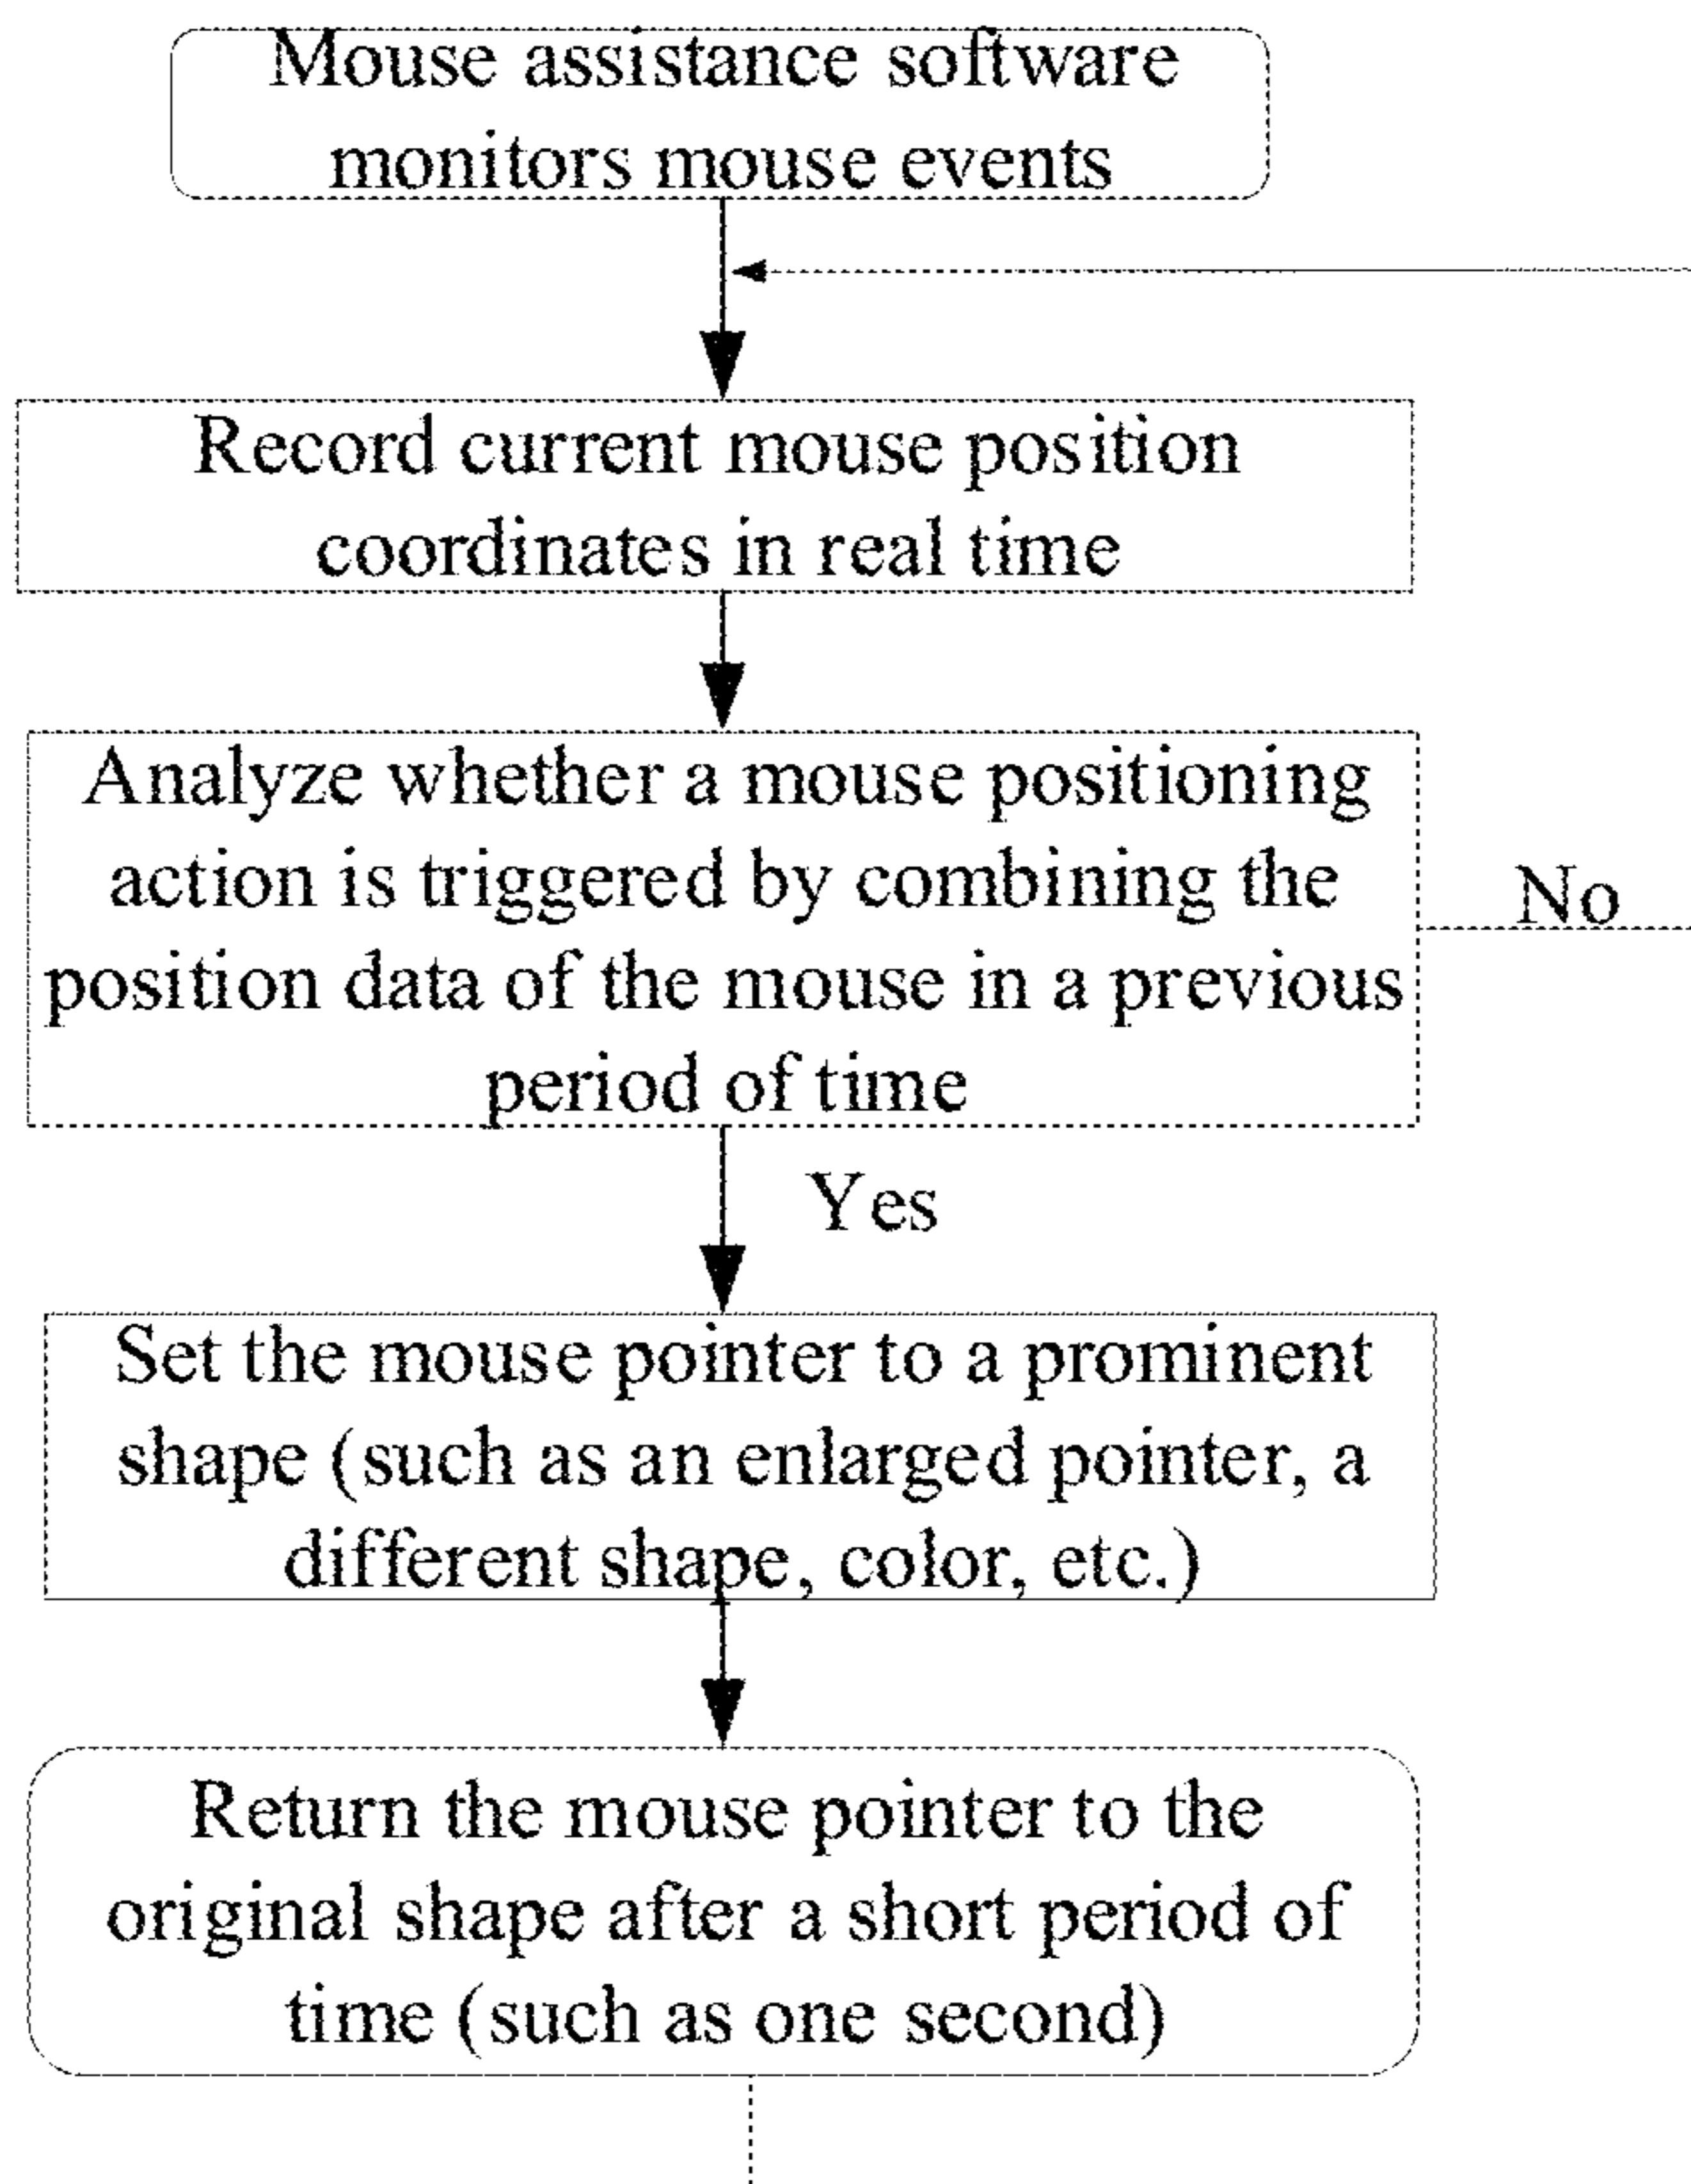 Mouse assistance software
monitors mouse events
Record current mouse position
coordinates in real time
Analyze whether a mouse positioning
action is triggered by combining the
position data of the mouse in a previous
period of time
No
Yes
Set the mouse pointer to a prominent
shape (such as an enlarged pointer, a
different shape, color, etc.)
Return the mouse pointer to the
original shape after a short period of
time (such as one second)